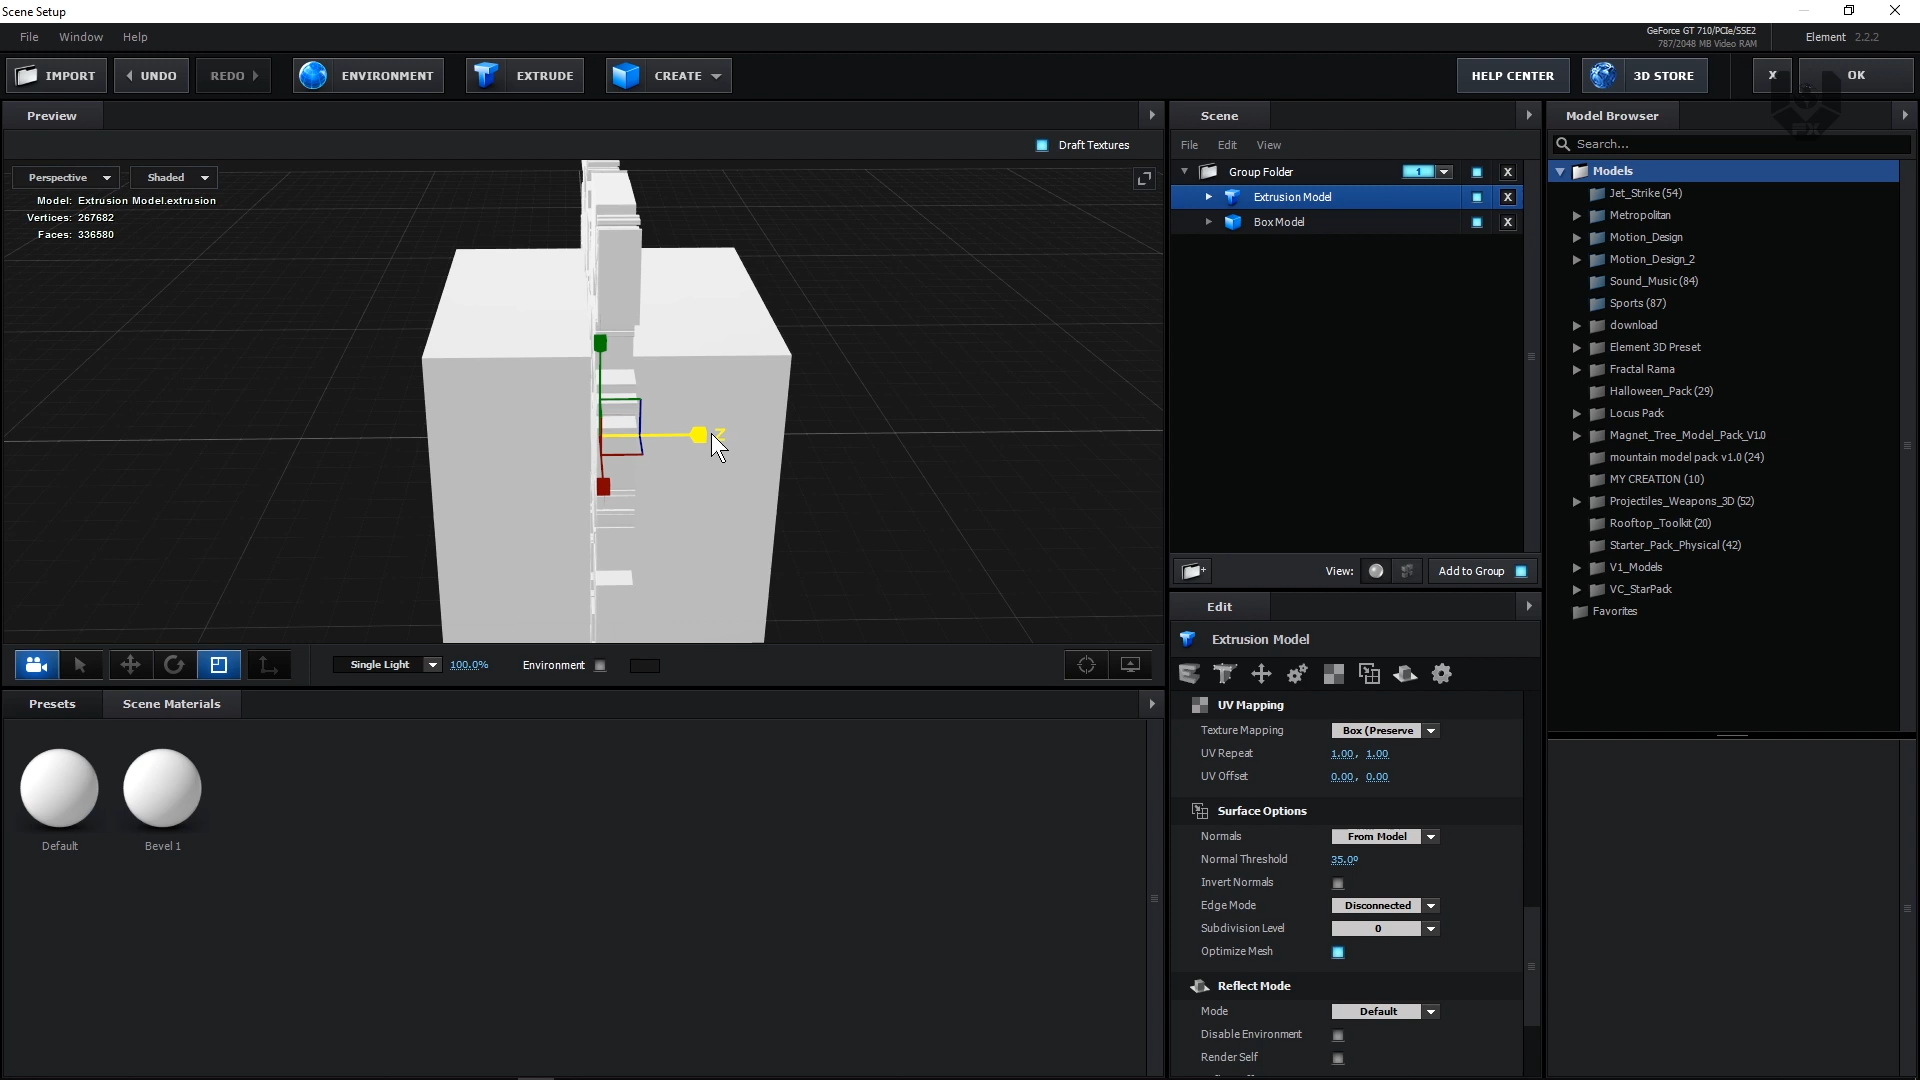 Scene Setup
File Window Help
GeForce GT 710/PCIe/SSE2
787/2048 MB Video RAM
Element 2.2.2
IMPORT UNDO REDO ENVIRONMENT EXTRUDE CREATE HELP CENTER 3D STORE X OK
Preview
Draft Textures
Perspective Shaded
Model: Extrusion Model.extrusion
Vertices: 267682
Faces: 336580
Z
Single Light 100.0% Environment
Presets Scene Materials
Default Bevel 1
Scene
File Edit View
Group Folder 1 X
Extrusion Model X
Box Model X
View: Add to Group
Edit
Extrusion Model
UV Mapping
Texture Mapping Box (Preserve
UV Repeat 1.00, 1.00
UV Offset 0.00, 0.00
Surface Options
Normals From Model
Normal Threshold 35.0º
Invert Normals
Edge Mode Disconnected
Subdivision Level 0
Optimize Mesh
Reflect Mode
Mode Default
Disable Environment
Render Self
Model Browser
Search...
Models
Jet_Strike (54)
Metropolitan
Motion_Design
Motion_Design_2
Sound_Music (84)
Sports (87)
download
Element 3D Preset
Fractal Rama
Halloween_Pack (29)
Locus Pack
Magnet_Tree_Model_Pack_V1.0
mountain model pack v1.0 (24)
MY CREATION (10)
Projectiles_Weapons_3D (52)
Rooftop_Toolkit (20)
Starter_Pack_Physical (42)
V1_Models
VC_StarPack
Favorites